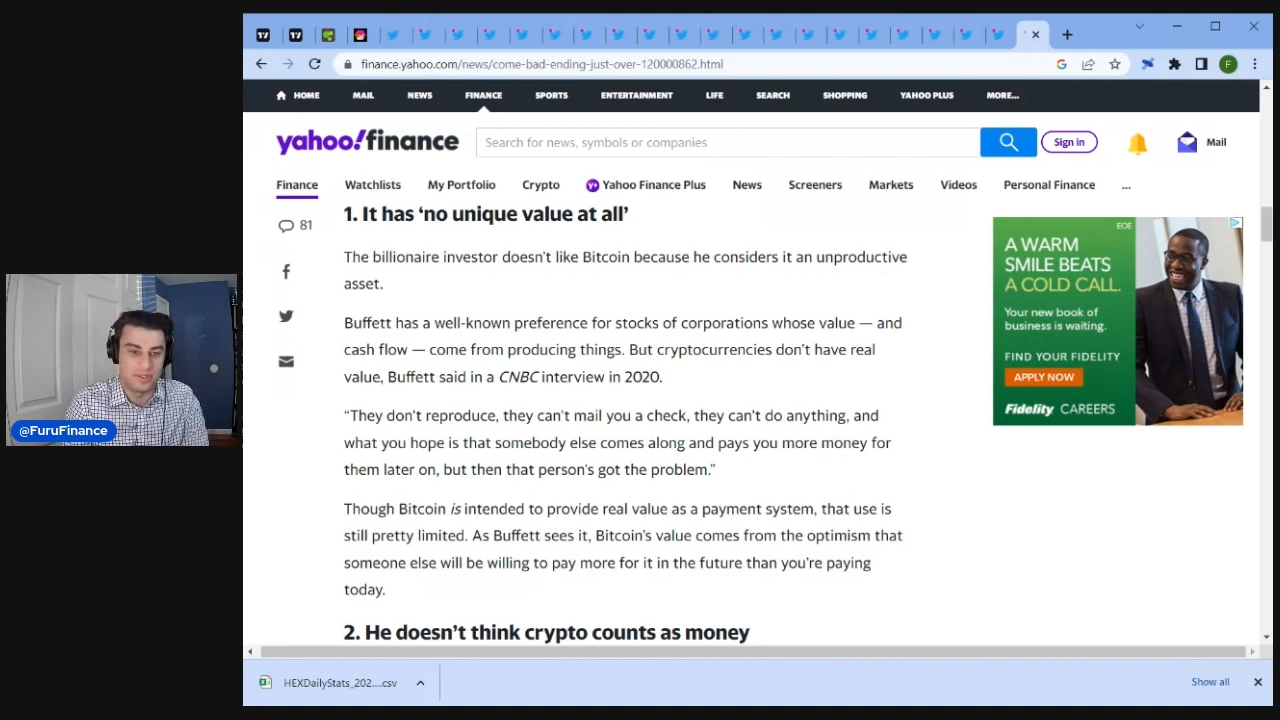 finance.yahoo.com/news/come-bad-ending-just-over-120000862.html
G
F
HOME MAIL NEWS FINANCE SPORTS ENTERTAINMENT LIFE SEARCH SHOPPING YAHOO PLUS MORE...
yahoo!finance
Search for news, symbols or companies
Sign in
Mail
Finance Watchlists My Portfolio Crypto Y+ Yahoo Finance Plus News Screeners Markets Videos Personal Finance ...
81
1. It has ‘no unique value at all’
The billionaire investor doesn’t like Bitcoin because he considers it an unproductive
asset.
Buffett has a well-known preference for stocks of corporations whose value — and
cash flow — come from producing things. But cryptocurrencies don’t have real
value, Buffett said in a CNBC interview in 2020.
“They don’t reproduce, they can’t mail you a check, they can’t do anything, and
what you hope is that somebody else comes along and pays you more money for
them later on, but then that person’s got the problem.”
Though Bitcoin is intended to provide real value as a payment system, that use is
still pretty limited. As Buffett sees it, Bitcoin’s value comes from the optimism that
someone else will be willing to pay more for it in the future than you’re paying
today.
2. He doesn’t think crypto counts as money
EOE
A WARM
SMILE BEATS
A COLD CALL.
Your new book of
business is waiting.
FIND YOUR FIDELITY
APPLY NOW
Fidelity CAREERS
@FuruFinance
HEXDailyStats_202....csv
Show all